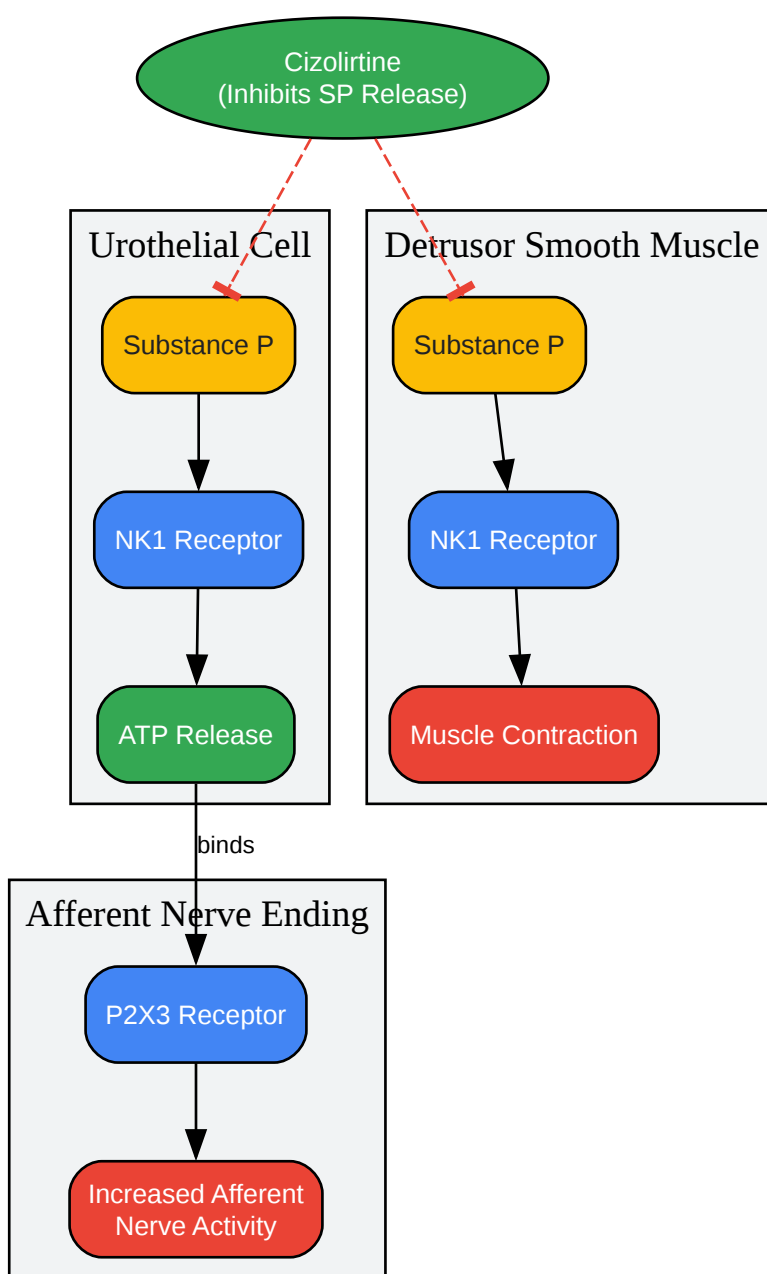 Cizolirtine
(Inhibits SP Release)
Urothelial Cell
Detrusor Smooth Muscle
Substance P
Substance P
NK1 Receptor
NK1 Receptor
ATP Release
Muscle Contraction
binds
Afferent Nerve Ending
P2X3 Receptor
Increased Afferent
Nerve Activity